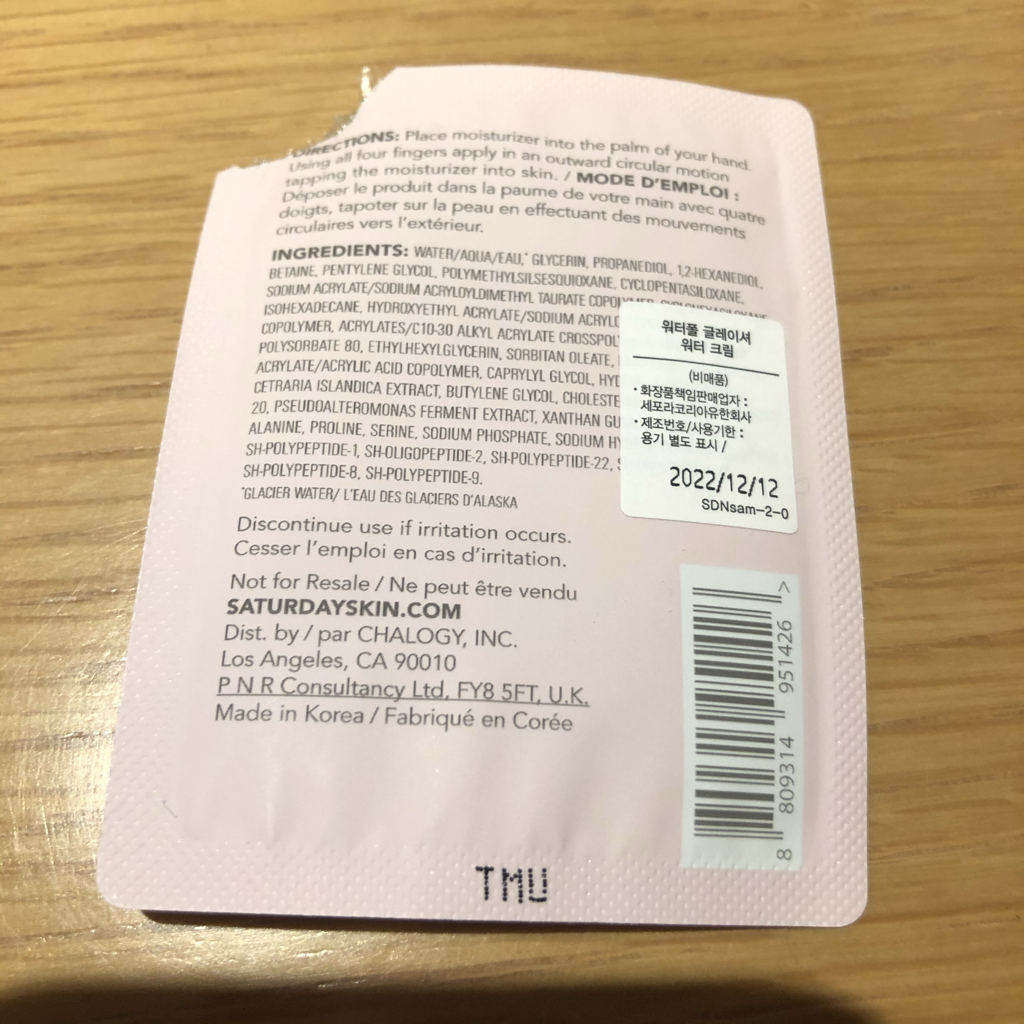 DIRECTIONS: Place moisturizer into the palm of your hand.
Using all four fingers apply in an outward circular motion
tapping the moisturizer into skin. / MODE D'EMPLOI :
Déposer le produit dans la paume de votre main avec quatre
doigts, tapoter sur la peau en effectuant des mouvements
circulaires vers l'extérieur.
INGREDIENTS: WATER/AQUA/EAU,* GLYCERIN, PROPANEDIOL, 1,2-HEXANEDIOL,
BETAINE, PENTYLENE GLYCOL, POLYMETHYLSILSESQUIOXANE, CYCLOPENTASILOXANE,
SODIUM ACRYLATE/SODIUM ACRYLOYLDIMETHYL TAURATE COPOLYMER, CYCLOHEXASILOXANE,
ISOHEXADECANE, HYDROXYETHYL ACRYLATE/SODIUM ACRYLO
COPOLYMER, ACRYLATES/C10-30 ALKYL ACRYLATE CROSSPOL
POLYSORBATE 80, ETHYLHEXYLGLYCERIN, SORBITAN OLEATE,
ACRYLATE/ACRYLIC ACID COPOLYMER, CAPRYLYL GLYCOL, HYD
CETRARIA ISLANDICA EXTRACT, BUTYLENE GLYCOL, CHOLESTE
20, PSEUDOALTEROMONAS FERMENT EXTRACT, XANTHAN GU
ALANINE, PROLINE, SERINE, SODIUM PHOSPHATE, SODIUM HY
SH-POLYPEPTIDE-1, SH-OLIGOPEPTIDE-2, SH-POLYPEPTIDE-22, S
SH-POLYPEPTIDE-8, SH-POLYPEPTIDE-9.
*GLACIER WATER/ L'EAU DES GLACIERS D'ALASKA
워터폴 글레이셔
워터 크림
(비매품)
· 화장품책임판매업자 :
세포라코리아유한회사
· 제조번호/사용기한 :
용기 별도 표시 /
2022/12/12
SDNsam-2-0
Discontinue use if irritation occurs.
Cesser l'emploi en cas d'irritation.
Not for Resale / Ne peut être vendu
SATURDAYSKIN.COM
Dist. by / par CHALOGY, INC.
Los Angeles, CA 90010
P N R Consultancy Ltd, FY8 5FT, U.K.
Made in Korea / Fabriqué en Corée
8 809314 951426 >
TMU